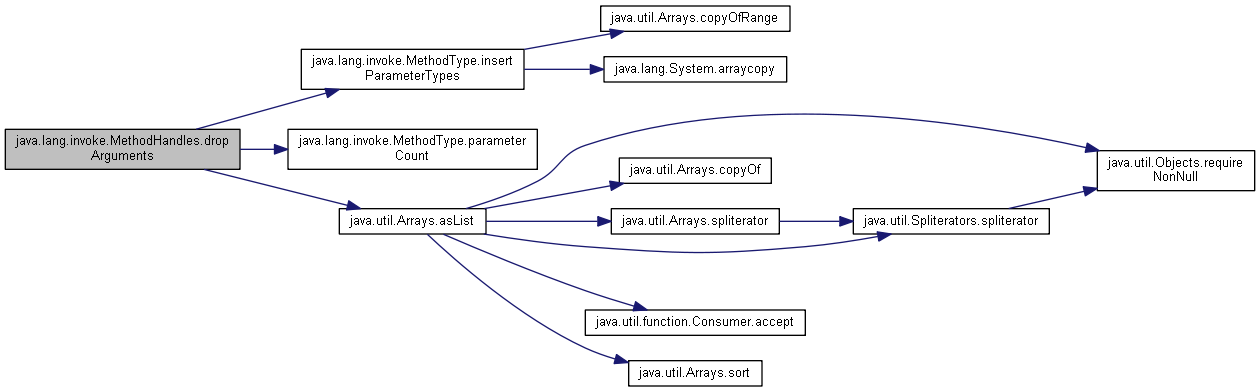 java.util.Arrays.copyOfRange
java.lang.invoke.MethodType.insert
ParameterTypes
java.lang.System.arraycopy
java.lang.invoke.MethodHandles.drop
Arguments
java.lang.invoke.MethodType.parameter
Count
java.util.Objects.require
NonNull
java.util.Arrays.copyOf
java.util.Arrays.asList
java.util.Arrays.spliterator
java.util.Spliterators.spliterator
java.util.function.Consumer.accept
java.util.Arrays.sort